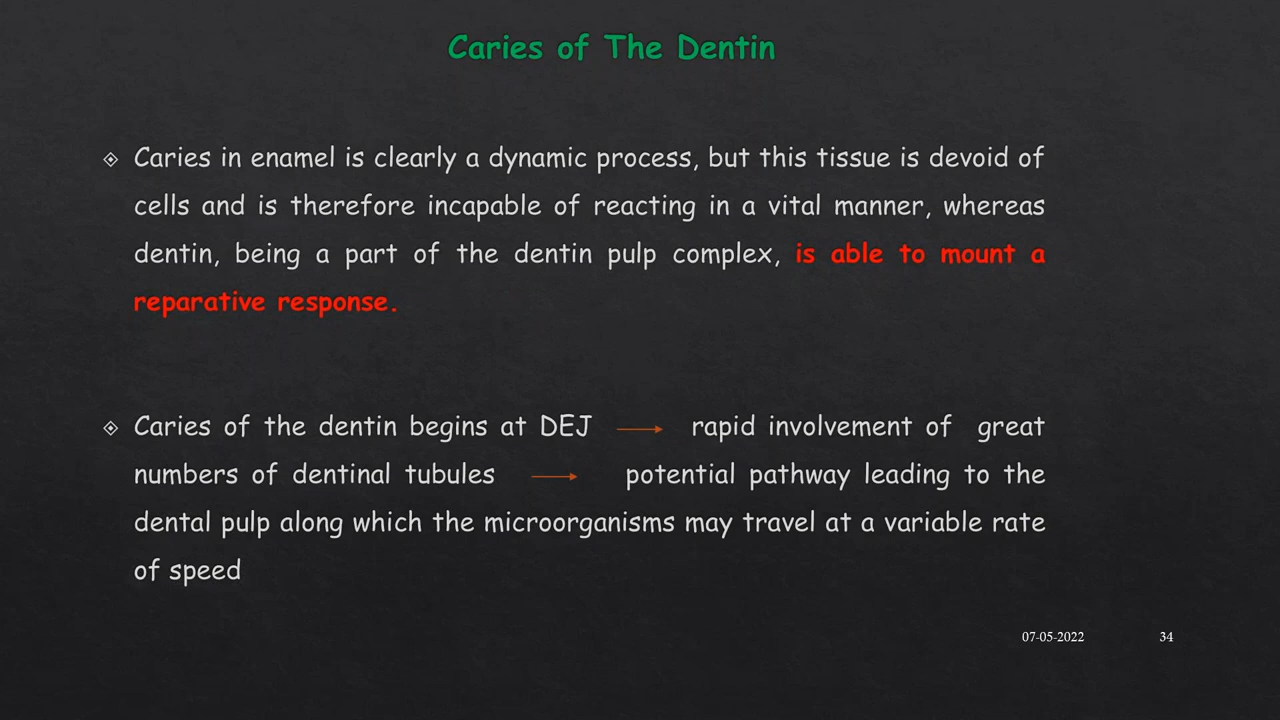 Caries of The Dentin
Caries in enamel is clearly a dynamic process, but this tissue is devoid of
cells and is therefore incapable of reacting in a vital manner, whereas
dentin, being a part of the dentin pulp complex, is able to mount a
reparative response.
Caries of the dentin begins at DEJ → rapid involvement of great
numbers of dentinal tubules → potential pathway leading to the
dental pulp along which the microorganisms may travel at a variable rate
of speed
07-05-2022 34